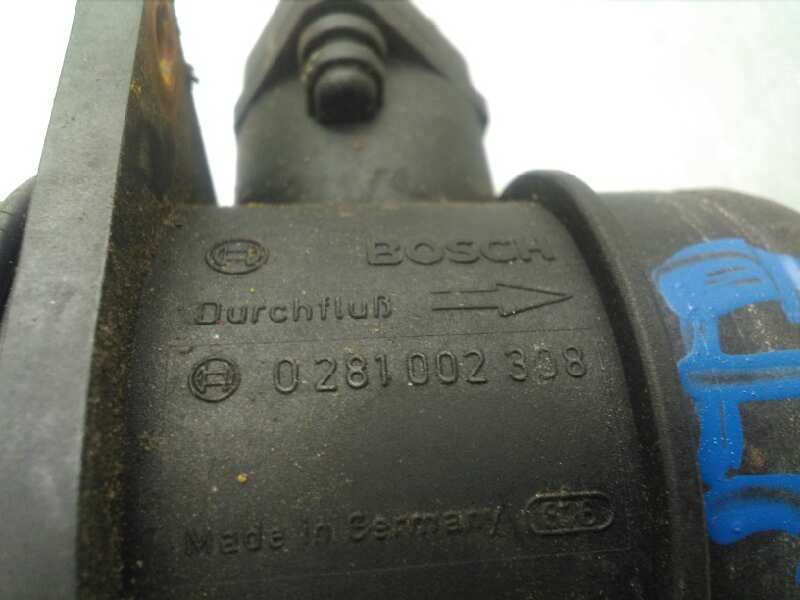 BOSCH
Durchfluß
0 281 002 308
Made in Germany